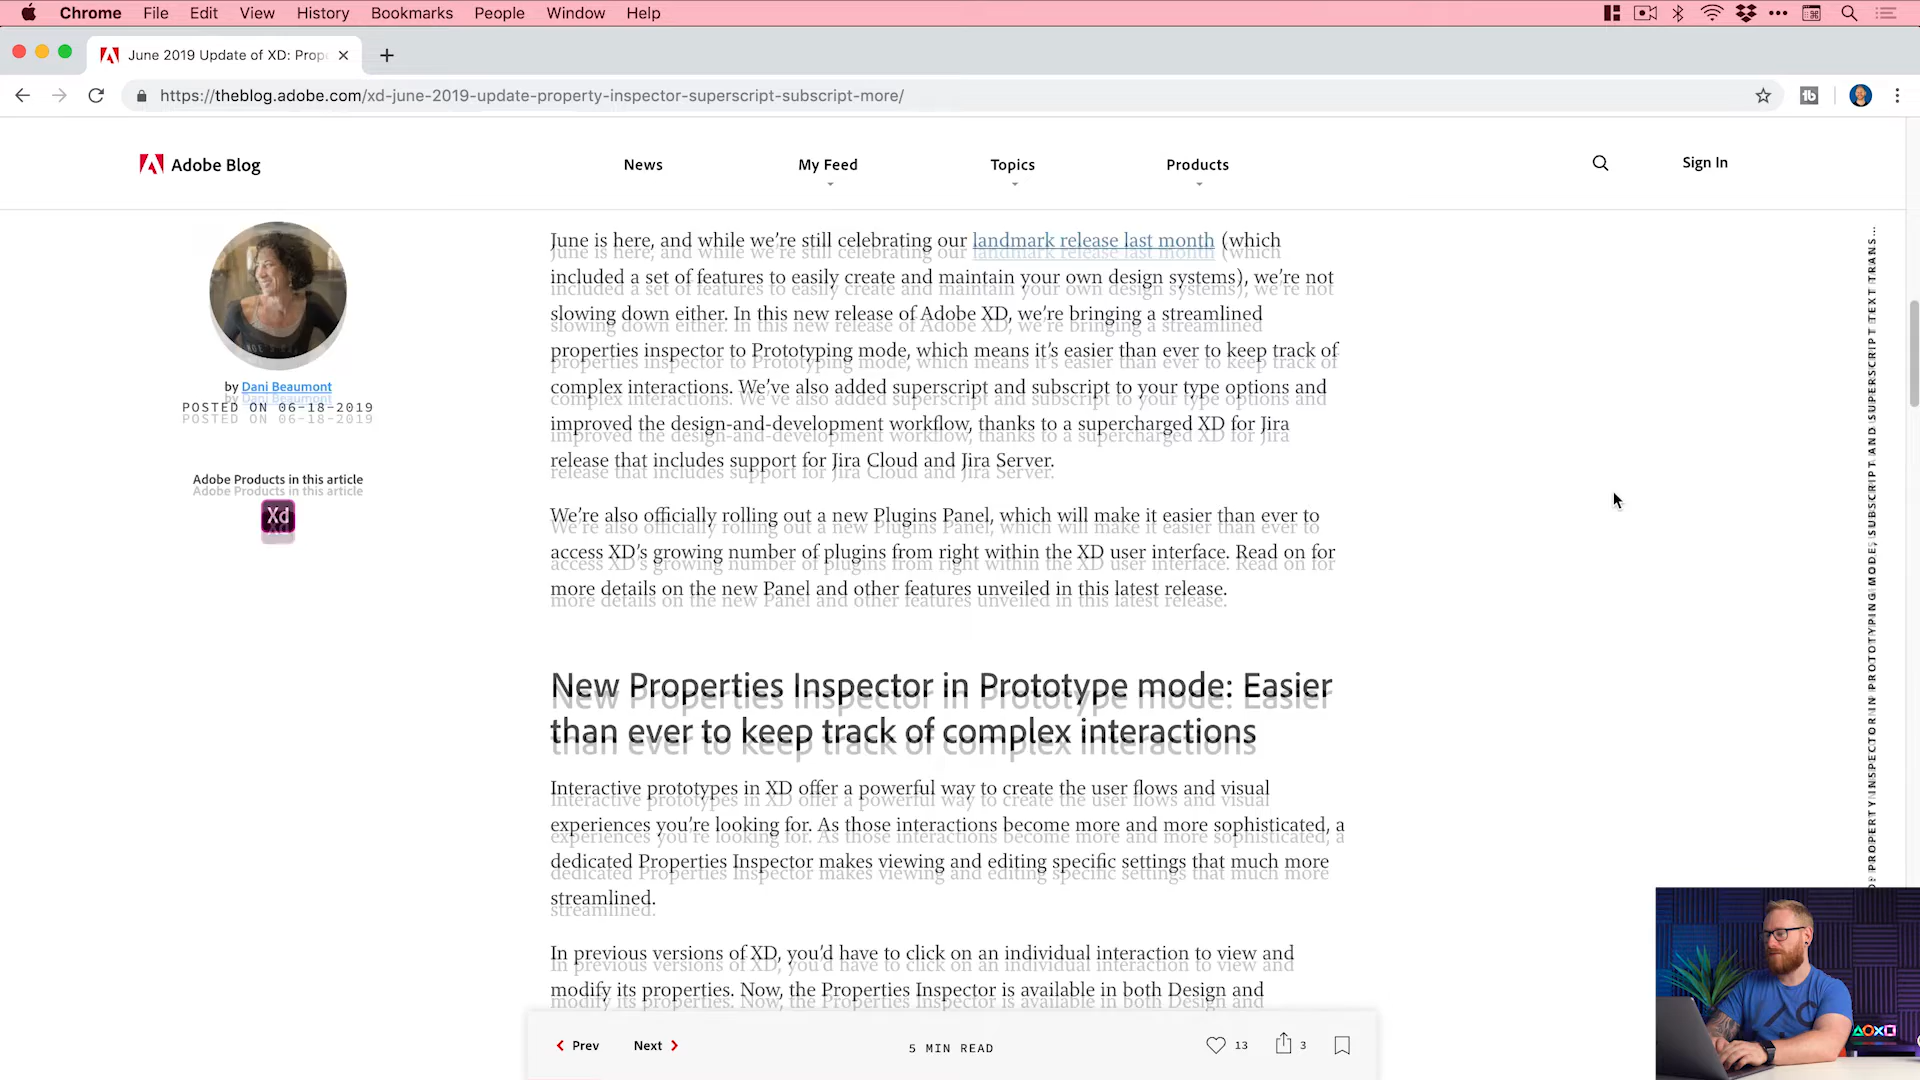 Chrome File Edit View History Bookmarks People Window Help
June 2019 Update of XD: Prop
https://theblog.adobe.com/xd-june-2019-update-property-inspector-superscript-subscript-more/
Adobe Blog News My Feed Topics Products Sign In
by Dani Beaumont
POSTED ON 06-18-2019
Adobe Products in this article
Xd
June is here, and while we're still celebrating our landmark release last month (which
included a set of features to easily create and maintain your own design systems), we're not
slowing down either. In this new release of Adobe XD, we're bringing a streamlined
properties inspector to Prototyping mode, which means it's easier than ever to keep track of
complex interactions. We've also added superscript and subscript to your type options and
improved the design-and-development workflow, thanks to a supercharged XD for Jira
release that includes support for Jira Cloud and Jira Server.
We're also officially rolling out a new Plugins Panel, which will make it easier than ever to
access XD's growing number of plugins from right within the XD user interface. Read on for
more details on the new Panel and other features unveiled in this latest release.
New Properties Inspector in Prototype mode: Easier
than ever to keep track of complex interactions
Interactive prototypes in XD offer a powerful way to create the user flows and visual
experiences you're looking for. As those interactions become more and more sophisticated, a
dedicated Properties Inspector makes viewing and editing specific settings that much more
streamlined.
In previous versions of XD, you'd have to click on an individual interaction to view and
modify its properties. Now, the Properties Inspector is available in both Design and
Prev Next 5 MIN READ 13 3
PROPERTY INSPECTOR IN PROTOTYPING MODE, SUBSCRIPT AND SUPERSCRIPT TEXT TRANS...